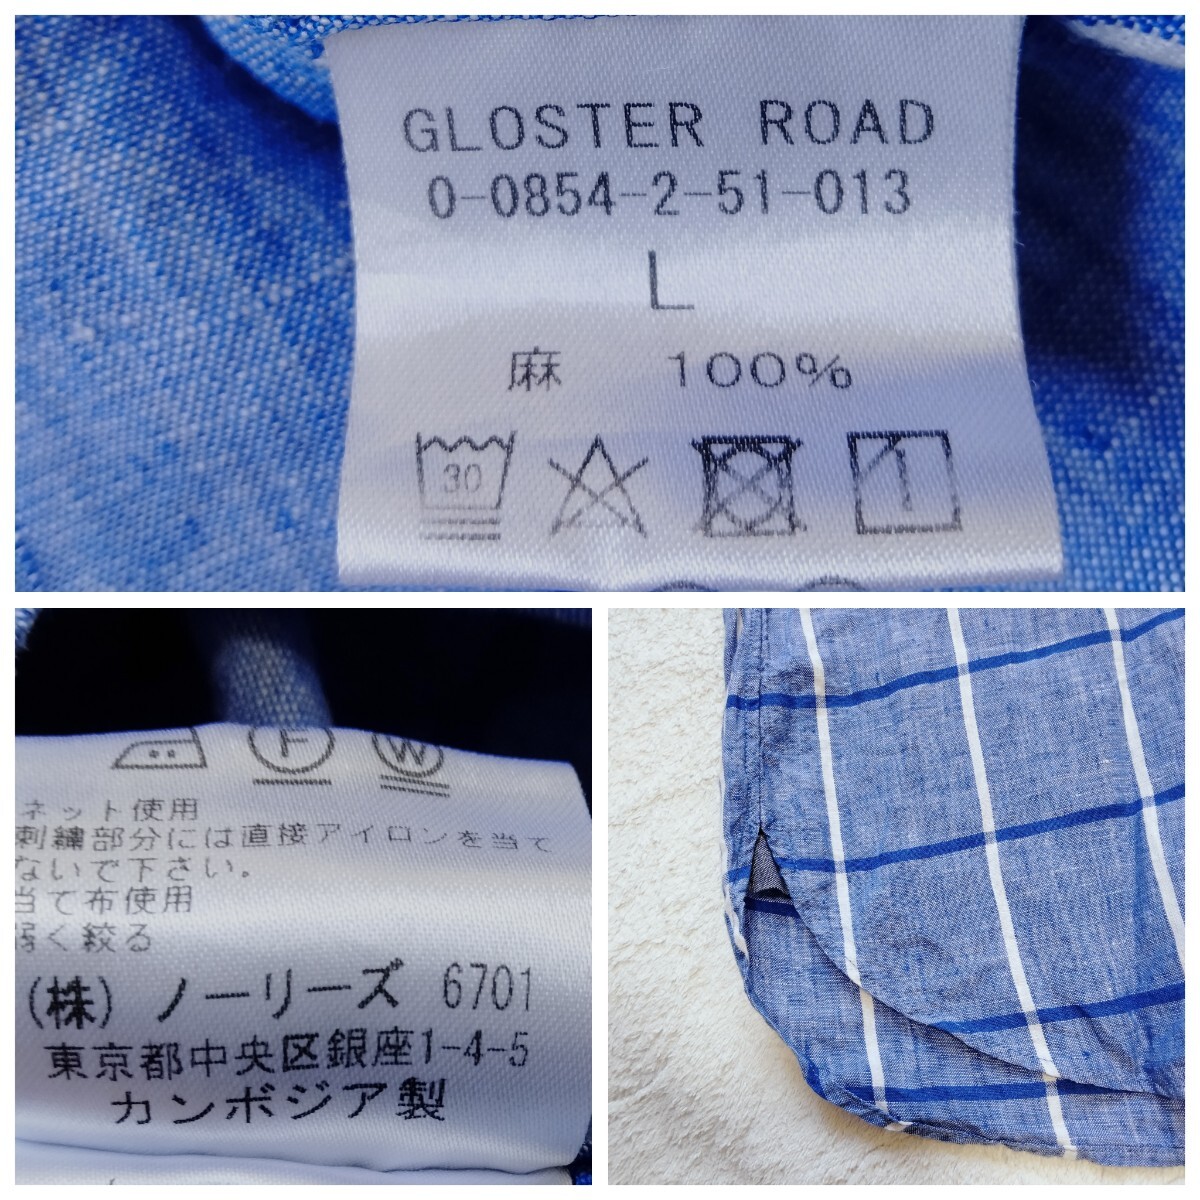 GLOSTER ROAD
0-0854-2-51-013
L
麻 100%
30
F
W
ネット使用
刺繍部分には直接アイロンを当て
ないで下さい。
当て布使用
弱く絞る
(株) ノーリーズ 6701
東京都中央区銀座1-4-5
カンボジア製